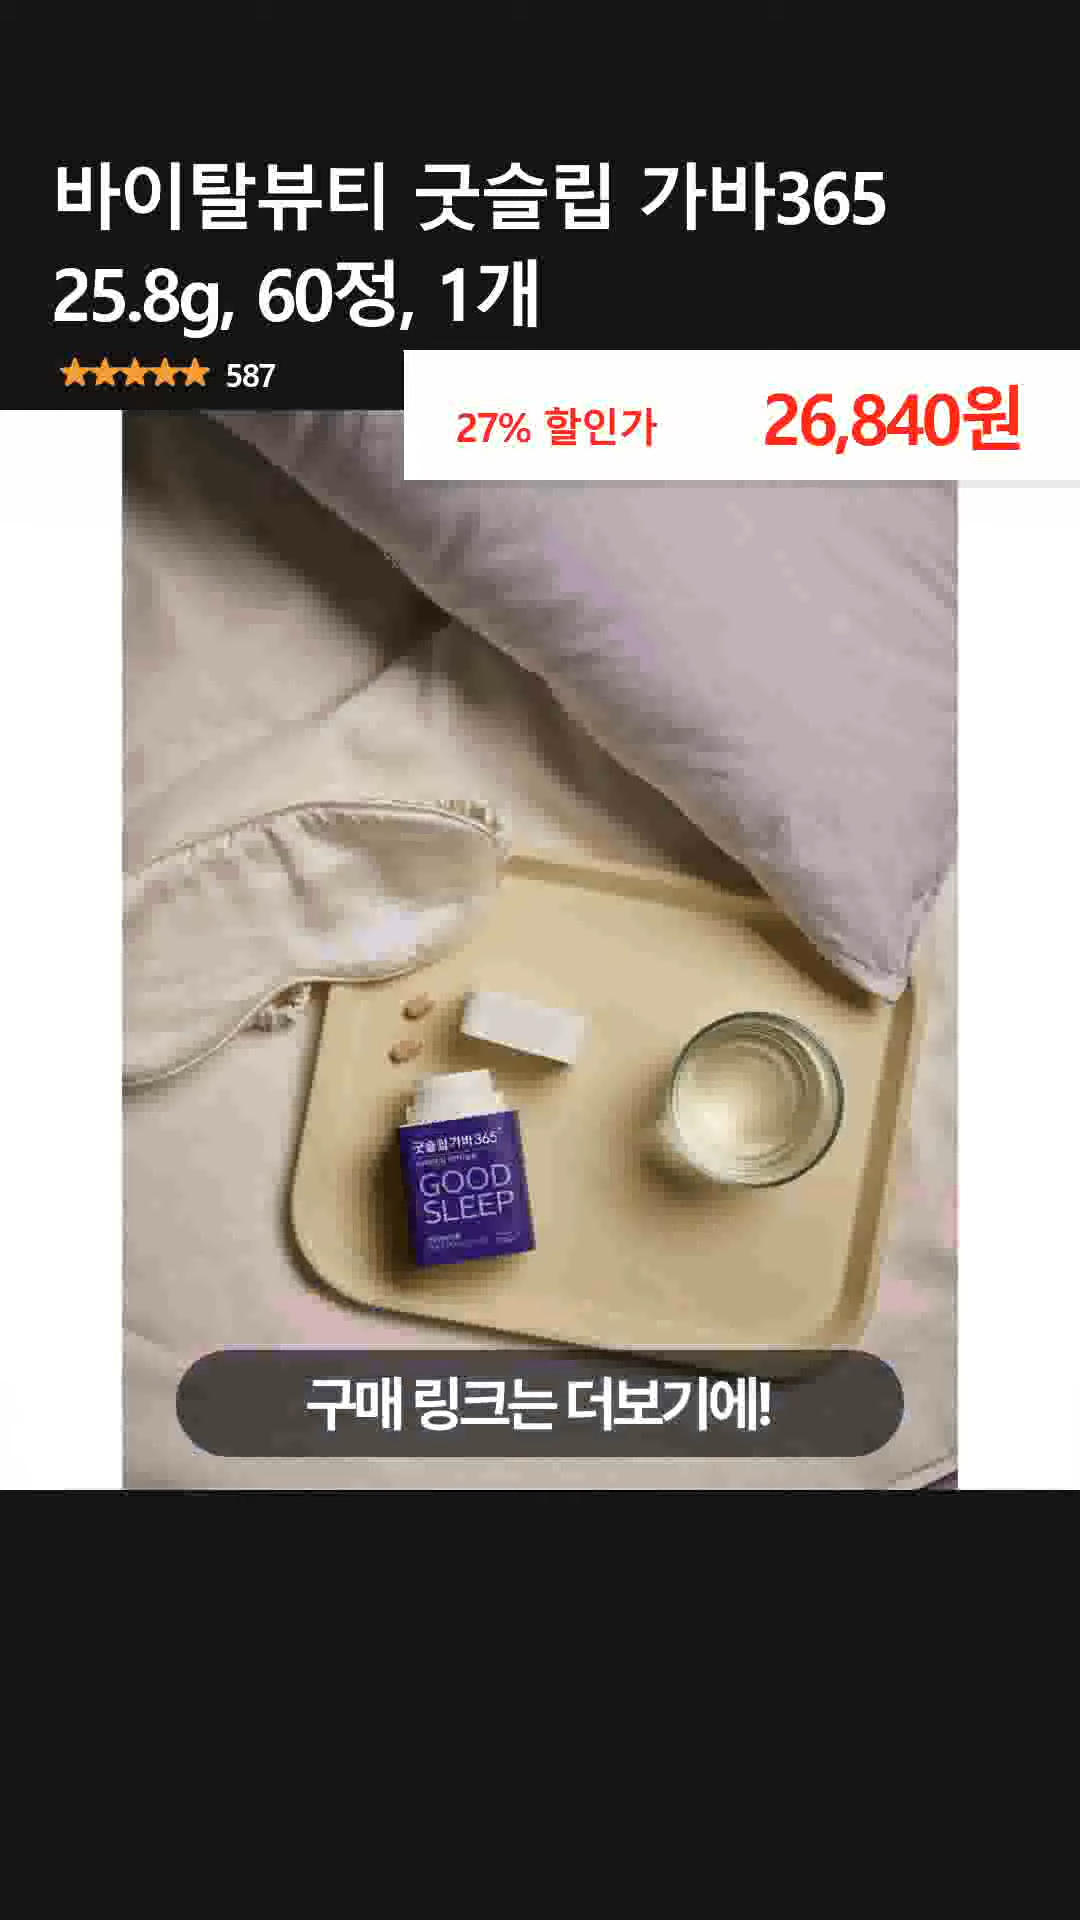 바이탈뷰티 굿슬립 가바365
25.8g, 60정, 1개
587
27% 할인가 26,840원
굿슬립가바365
GOOD
SLEEP
구매 링크는 더보기에!